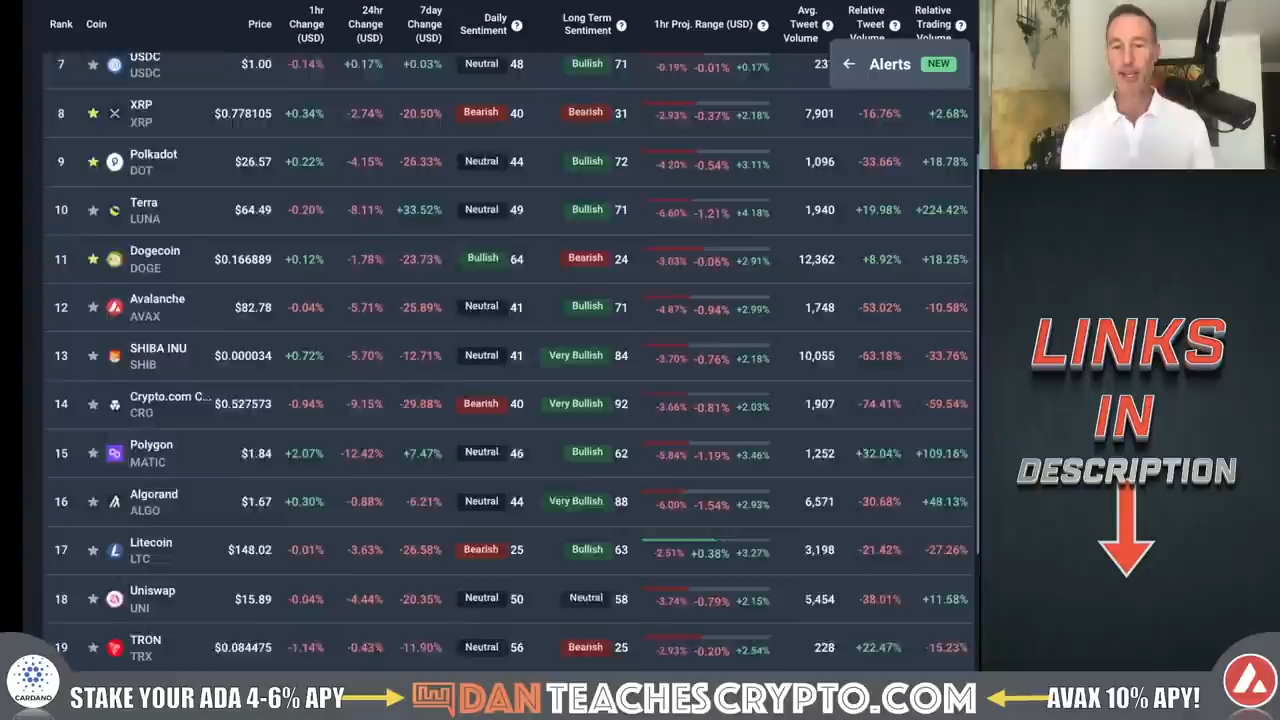 Rank Coin Price 1hr Change (USD) 24hr Change (USD) 7day Change (USD) Daily Sentiment ? Long Term Sentiment ? 1hr Proj. Range (USD) ? Avg. Tweet Volume ? Relative Tweet Volume ? Relative Trading Volume ?
← Alerts NEW
7 USDC USDC $1.00 -0.14% +0.17% +0.03% Neutral 48 Bullish 71 -0.19% -0.01% +0.17% 23
8 XRP XRP $0.778105 +0.34% -2.74% -20.50% Bearish 40 Bearish 31 -2.93% -0.37% +2.18% 7,901 -16.76% +2.68%
9 Polkadot DOT $26.57 +0.22% -4.15% -26.33% Neutral 44 Bullish 72 -4.20% -0.54% +3.11% 1,096 -33.66% +18.78%
10 Terra LUNA $64.49 -0.20% -8.11% +33.52% Neutral 49 Bullish 71 -6.60% -1.21% +4.18% 1,940 +19.98% +224.42%
11 Dogecoin DOGE $0.166889 +0.12% -1.78% -23.73% Bullish 64 Bearish 24 -3.03% -0.06% +2.91% 12,362 +8.92% +18.25%
12 Avalanche AVAX $82.78 -0.04% -5.71% -25.89% Neutral 41 Bullish 71 -4.87% -0.94% +2.99% 1,748 -53.02% -10.58%
13 SHIBA INU SHIB $0.000034 +0.72% -5.70% -12.71% Neutral 41 Very Bullish 84 -3.70% -0.76% +2.18% 10,055 -63.18% -33.76%
14 Crypto.com C... CRO $0.527573 -0.94% -9.15% -29.88% Bearish 40 Very Bullish 92 -3.66% -0.81% +2.03% 1,907 -74.41% -59.54%
15 Polygon MATIC $1.84 +2.07% -12.42% +7.47% Neutral 46 Bullish 62 -5.84% -1.19% +3.46% 1,252 +32.04% +109.16%
16 Algorand ALGO $1.67 +0.30% -0.88% -6.21% Neutral 44 Very Bullish 88 -6.00% -1.54% +2.93% 6,571 -30.68% +48.13%
17 Litecoin LTC $148.02 -0.01% -3.63% -26.58% Bearish 25 Bullish 63 -2.51% +0.38% +3.27% 3,198 -21.42% -27.26%
18 Uniswap UNI $15.89 -0.04% -4.44% -20.35% Neutral 50 Neutral 58 -3.74% -0.79% +2.15% 5,454 -38.01% +11.58%
19 TRON TRX $0.084475 -1.14% -0.43% -11.90% Neutral 56 Bearish 25 -2.93% -0.20% +2.54% 228 +22.47% -15.23%
LINKS
IN
DESCRIPTION
CARDANO
STAKE YOUR ADA 4-6% APY DANTEACHESCRYPTO.COM AVAX 10% APY!